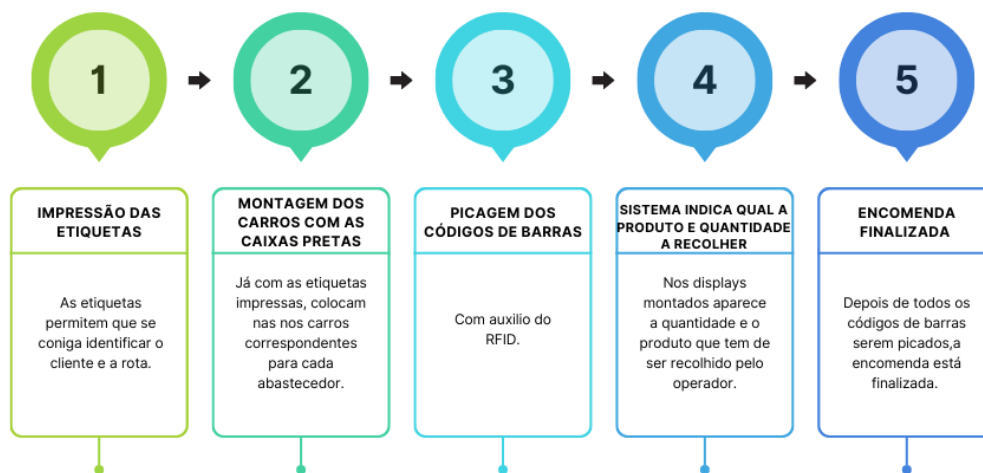 1
2
3
4
5
IMPRESSÃO DAS
ETIQUETAS
As etiquetas
permitem que se
coniga identificar o
cliente e a rota.
MONTAGEM DOS
CARROS COM AS
CAIXAS PRETAS
Já com as etiquetas
impressas, colocam
nas nos carros
correspondentes
para cada
abastecedor.
PICAGEM DOS
CÓDIGOS DE BARRAS
Com auxilio do
RFID.
SISTEMA INDICA QUAL A
PRODUTO E QUANTIDADE
A RECOLHER
Nos displays
montados aparece
a quantidade e o
produto que tem de
ser recolhido pelo
operador.
ENCOMENDA
FINALIZADA
Depois de todos os
códigos de barras
serem picados,a
encomenda está
finalizada.